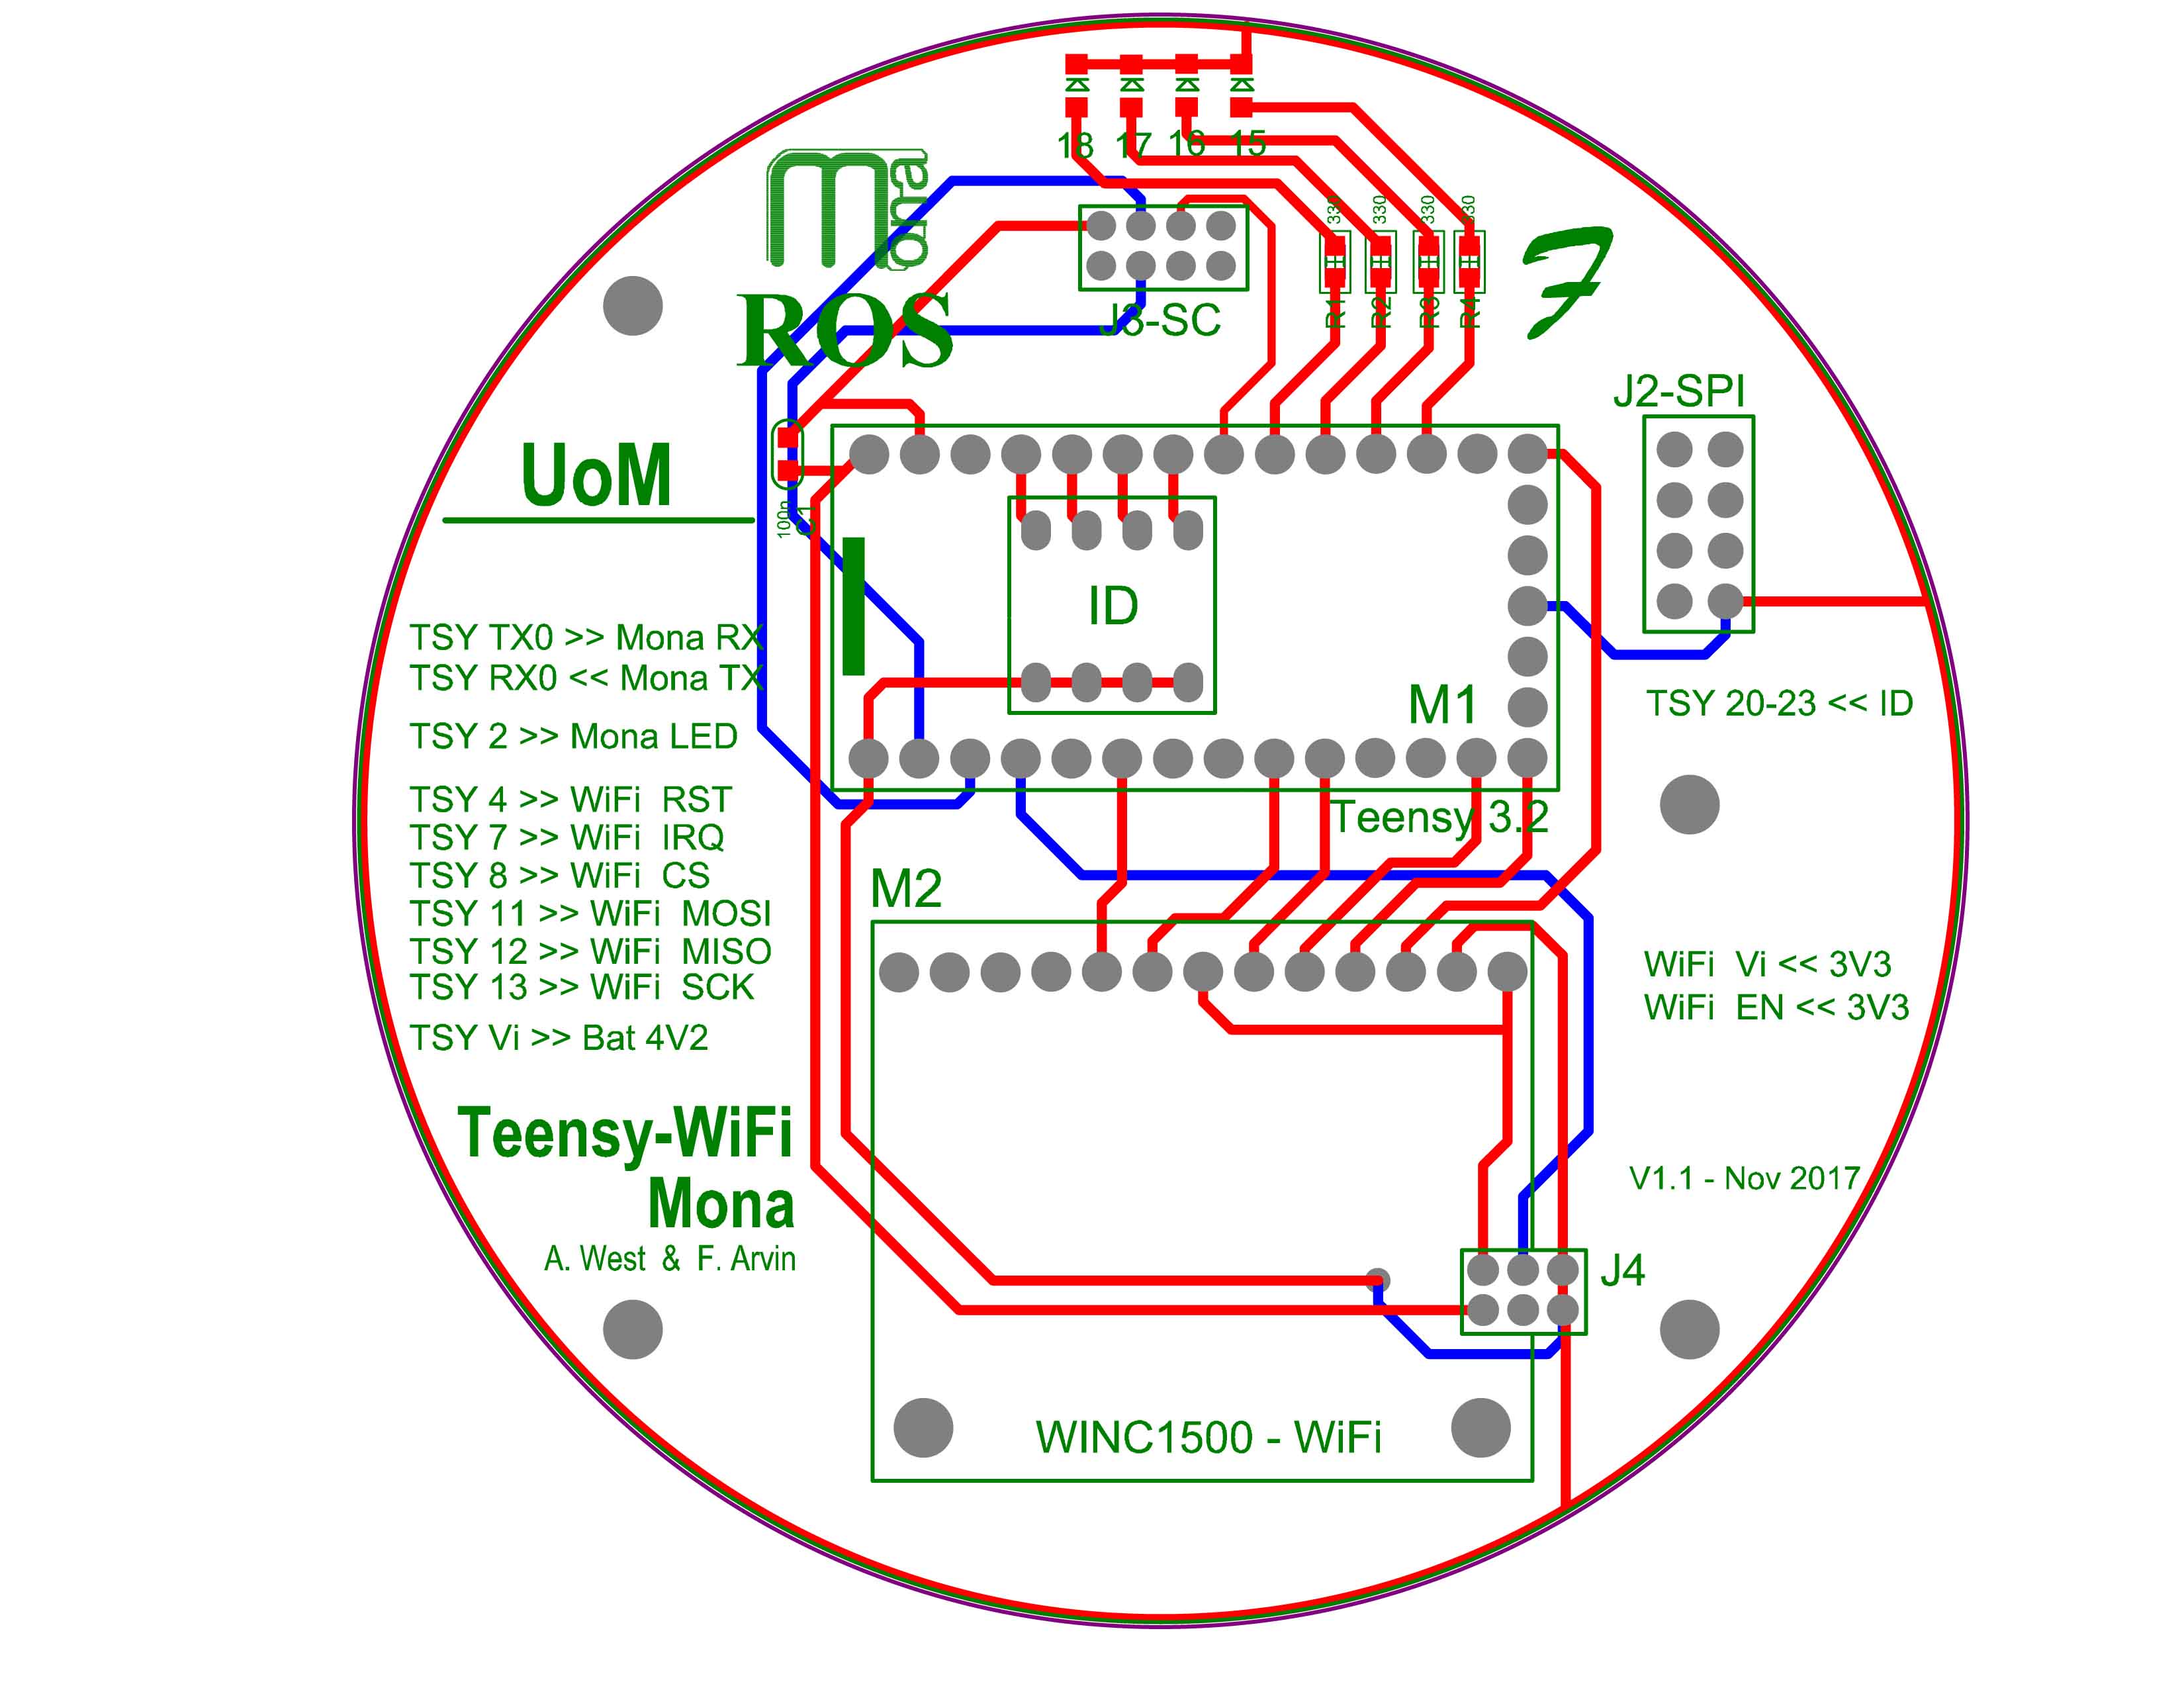 18 17 16 15
mona
ROS
330 330 330 330
J3-SC
R1 R2 R3 R4
F
J2-SPI
UoM
100n
C1
ID
TSY TX0 >> Mona RX
TSY RX0 << Mona TX
M1
TSY 20-23 << ID
TSY 2 >> Mona LED
TSY 4 >> WiFi RST
Teensy 3.2
TSY 7 >> WiFi IRQ
TSY 8 >> WiFi CS
M2
TSY 11 >> WiFi MOSI
TSY 12 >> WiFi MISO
WiFi Vi << 3V3
TSY 13 >> WiFi SCK
WiFi EN << 3V3
TSY Vi >> Bat 4V2
Teensy-WiFi
Mona
V1.1 - Nov 2017
A. West & F. Arvin
J4
WINC1500 - WiFi